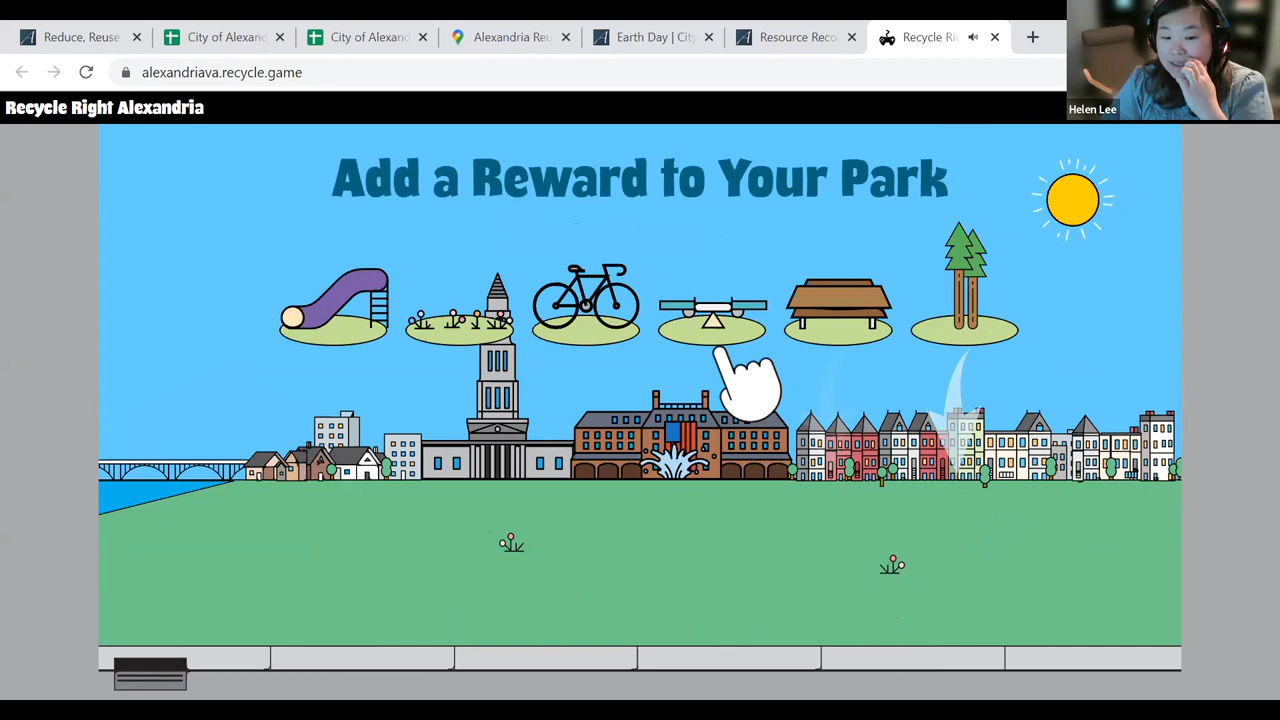 Reduce, Reuse
City of Alexand
City of Alexand
Alexandria Reu
Earth Day | City
Resource Reco
Recycle Ri
alexandriava.recycle.game
Recycle Right Alexandria
Helen Lee
Add a Reward to Your Park